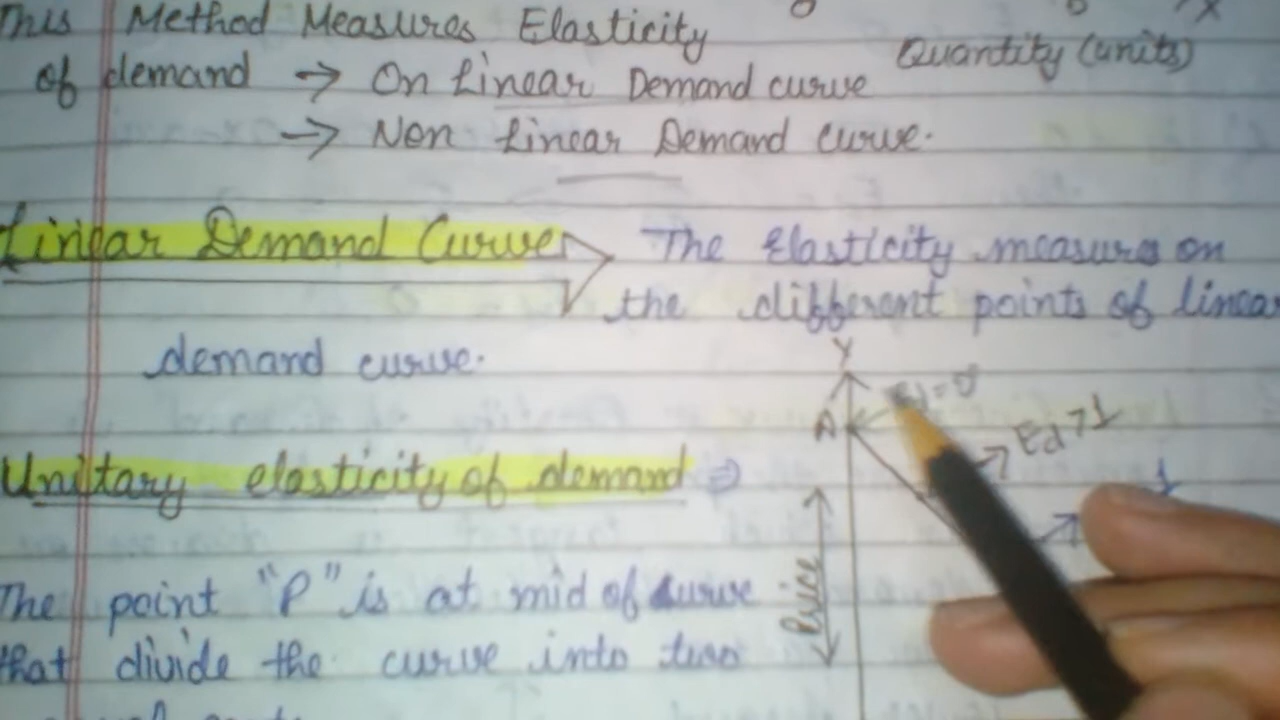 This Method Measures Elasticity
of demand → On Linear Demand curve
→ Non Linear Demand Curve.
Quantity (units)
X
Linear Demand Curve
The Elasticity measures on
the different points of linear
demand curve.
Y
A
Ed>1
Unitary elasticity of demand ⇒
Price
The point "P" is at mid of curve
that divide the curve into two